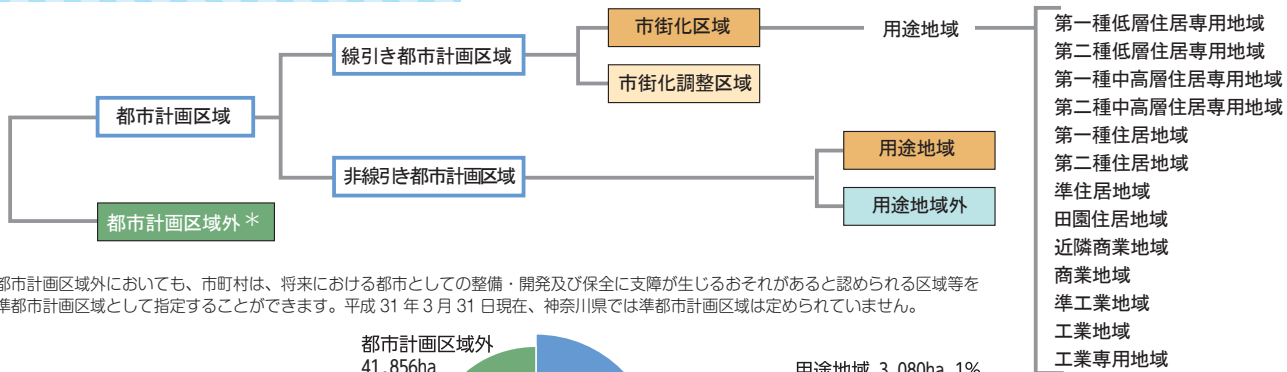 市街化区域
用途地域
線引き都市計画区域
市街化調整区域
都市計画区域
用途地域
非線引き都市計画区域
用途地域外
都市計画区域外＊
第一種低層住居専用地域
第二種低層住居専用地域
第一種中高層住居専用地域
第二種中高層住居専用地域
第一種住居地域
第二種住居地域
準住居地域
田園住居地域
近隣商業地域
商業地域
準工業地域
工業地域
工業専用地域
都市計画区域外においても、市町村は、将来における都市としての整備・開発及び保全に支障が生じるおそれがあると認められる区域等を
準都市計画区域として指定することができます。平成 31 年 3 月 31 日現在、神奈川県では準都市計画区域は定められていません。
都市計画区域外
41,856ha
用途地域 3,080ha 1%